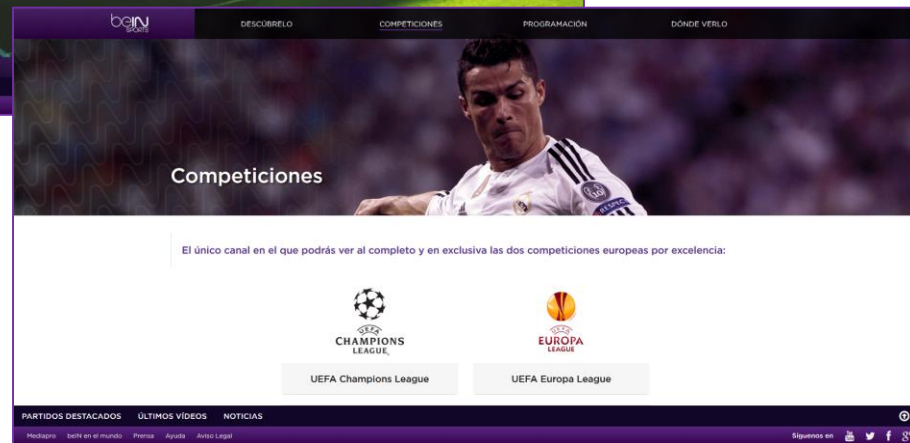 beIN
SPORTS
DESCÚBRELO
COMPETICIONES
PROGRAMACIÓN
DÓNDE VERLO
Competiciones
RESPECT
El único canal en el que podrás ver al completo y en exclusiva las dos competiciones europeas por excelencia:
UEFA
CHAMPIONS
LEAGUE
UEFA
EUROPA
LEAGUE
UEFA Champions League
UEFA Europa League
PARTIDOS DESTACADOS ÚLTIMOS VÍDEOS NOTICIAS
Mediapro beIN en el mundo Prensa Ayuda Aviso Legal
Síguenos en